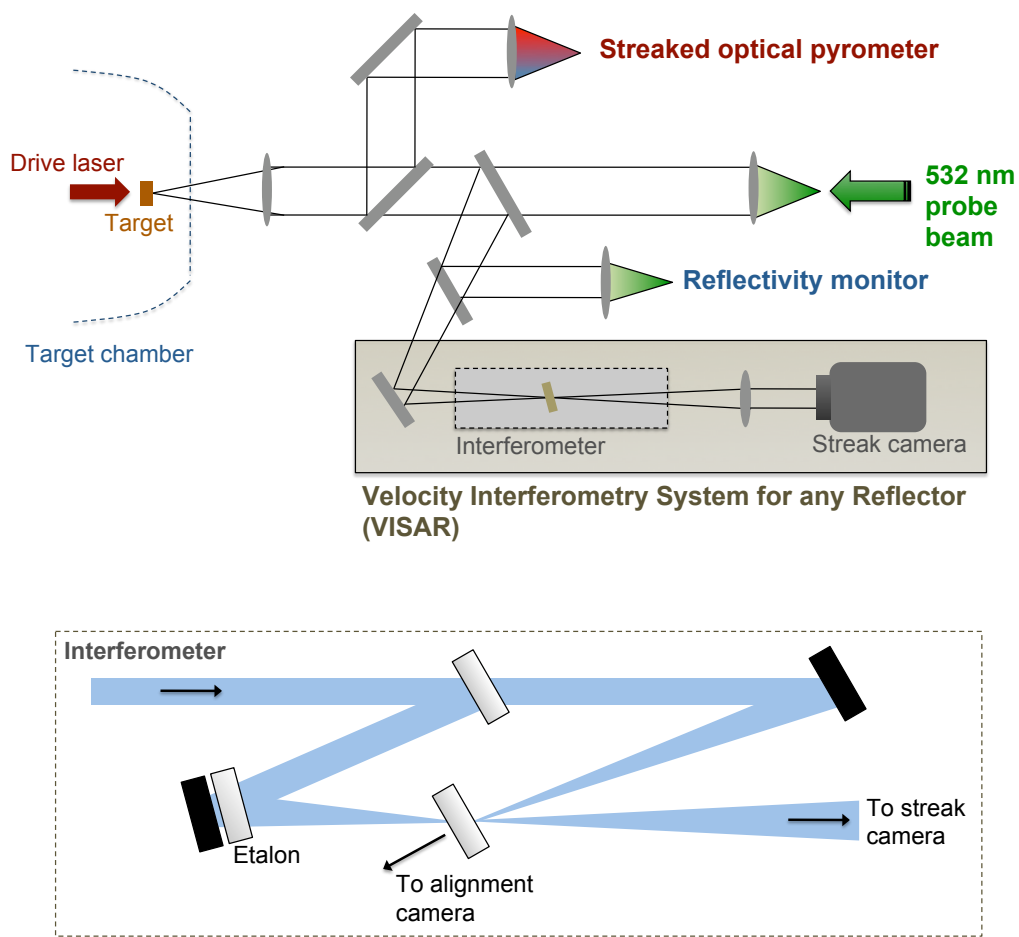 Streaked optical pyrometer
Drive laser
Target
532 nm
probe
beam
Reflectivity monitor
Target chamber
Interferometer
Streak camera
Velocity Interferometry System for any Reflector
(VISAR)
Interferometer
Etalon
To streak
camera
To alignment
camera